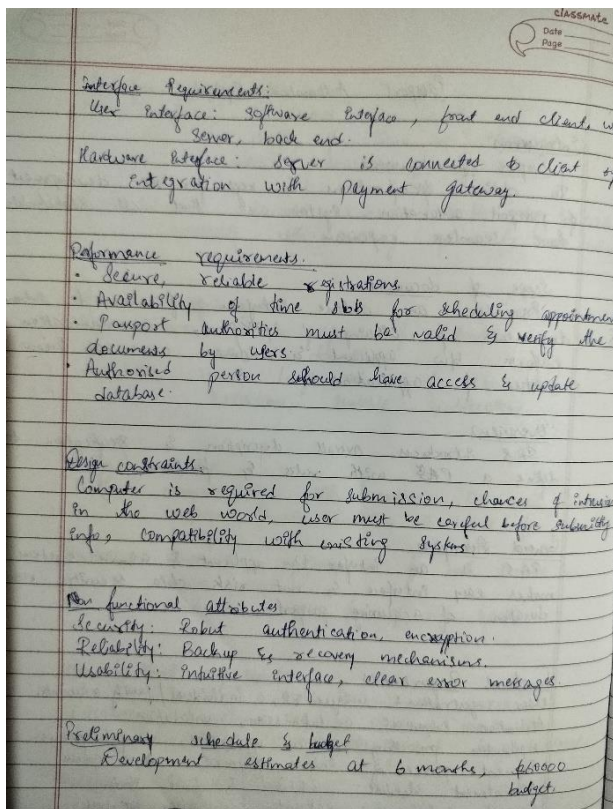 classmate
Date
Page
Interface Requirements:
User Interface: Software Inteface, front end client, w
server, back end.
Hardware Interface: Server is connected to client
integration with payment gateway.
Performance requirements.
• Secure, reliable registrations
• Availability of time slots for scheduling appointmen
• Passport authorities must be valid & verify the
documents by users.
• Authorised person should have access & update
database.
Design constraints.
Computer is required for submission, chances of intrusi
in the web world, user must be careful before
info, compatibility with existing systems.
Non functional attributes
Security: Robust authentication, encryption.
Reliability: Backup & recovery mechanisms.
Usability: Intuitive interface, clear error messages.
Preliminary schedule & budget
Development estimates at 6 months,
budget.